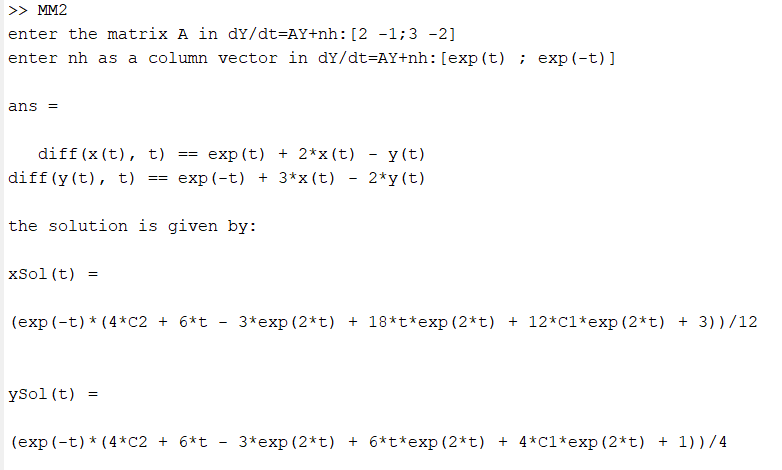 >> MM2
enter the matrix A in dY/dt=AY+nh:[2 -1;3 -2]
enter nh as a column vector in dY/dt=AY+nh:[exp(t) ; exp(-t)]
ans =
diff(x(t), t) == exp(t) + 2*x(t) - y(t)
diff(y(t), t) == exp(-t) + 3*x(t) - 2*y(t)
the solution is given by:
xSol(t) =
(exp(-t)*(4*C2 + 6*t - 3*exp(2*t) + 18*t*exp(2*t) + 12*C1*exp(2*t) + 3))/12
ySol(t) =
(exp(-t)*(4*C2 + 6*t - 3*exp(2*t) + 6*t*exp(2*t) + 4*C1*exp(2*t) + 1))/4